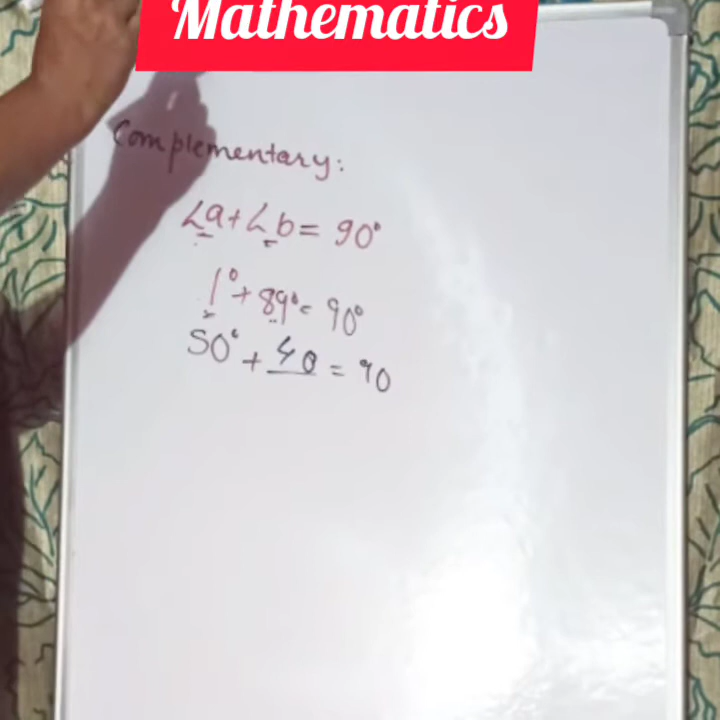 Mathematics
Complementary:
∠a+∠b= 90°
1°+89°= 90°
50°+40=90